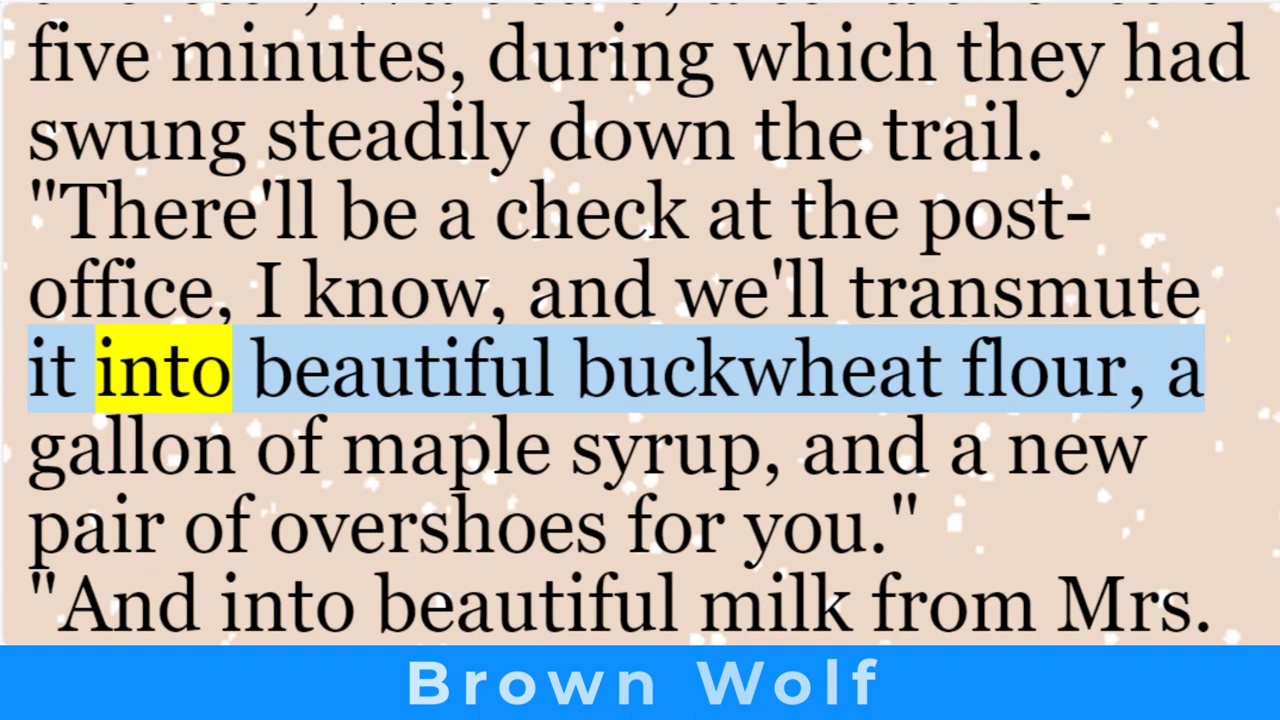 five minutes, during which they had
swung steadily down the trail.
"There'll be a check at the post-
office, I know, and we'll transmute
it into beautiful buckwheat flour, a
gallon of maple syrup, and a new
pair of overshoes for you."
"And into beautiful milk from Mrs.
Brown Wolf